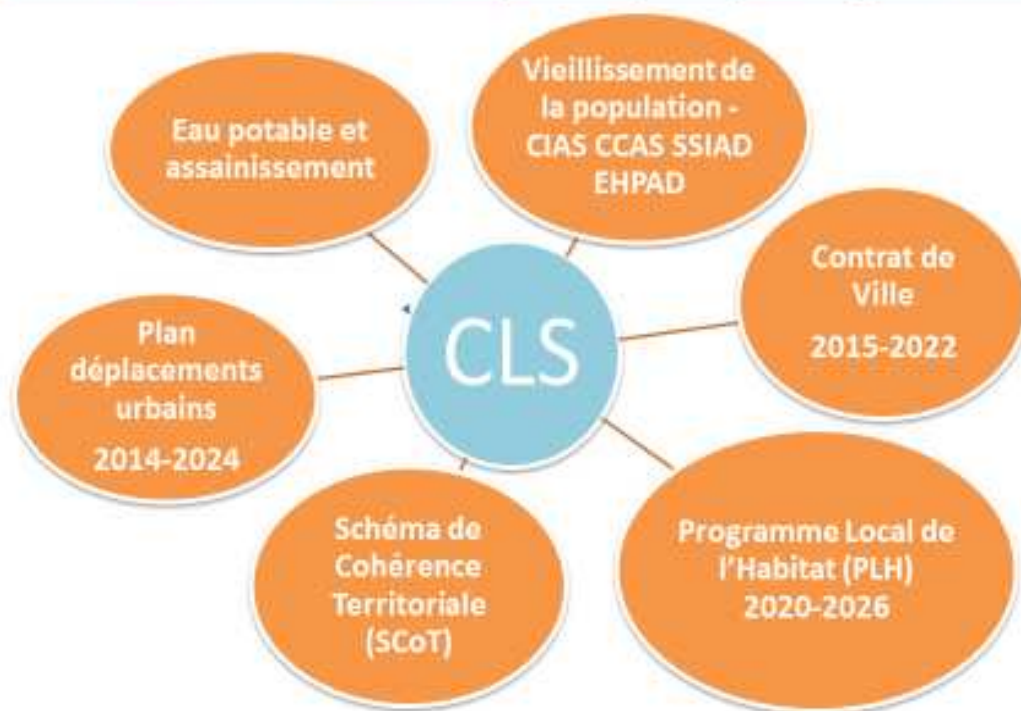 Eau potable et
assainissement
Vieillissement de
la population -
CIAS CCAS SSIAD
EHPAD
Contrat de
Ville
2015-2022
CLS
Plan
déplacements
urbains
2014-2024
Schéma de
Cohérence
Territoriale
(SCoT)
Programme Local de
l’Habitat (PLH)
2020-2026